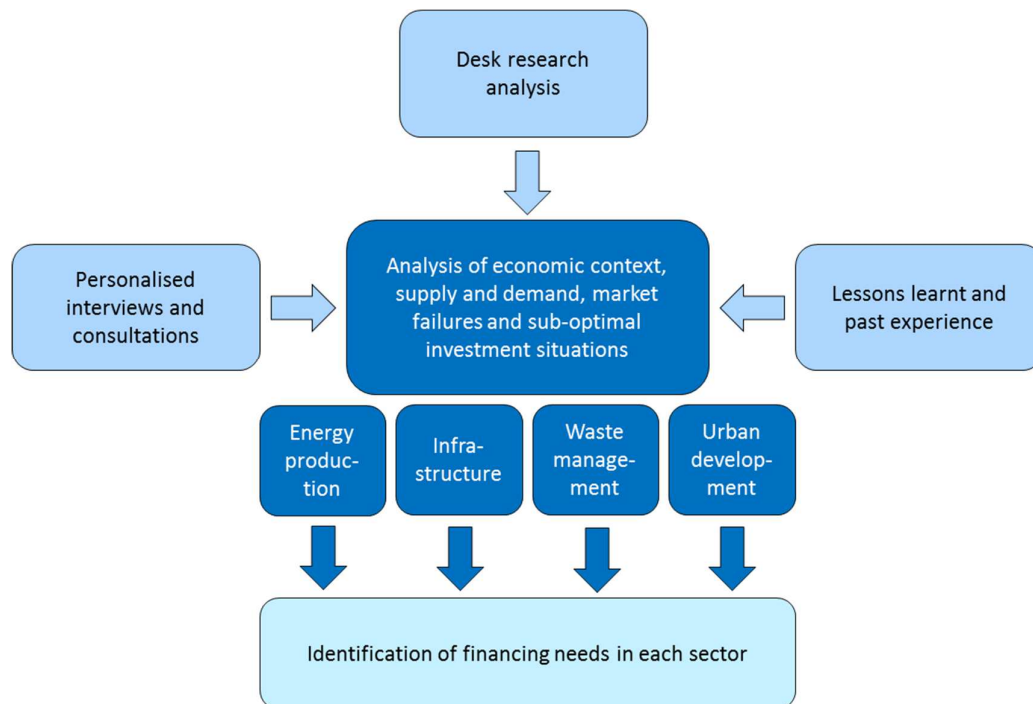 Desk research
analysis
Personalised
interviews and
consultations
Analysis of economic context,
supply and demand, market
failures and sub-optimal
investment situations
Lessons learnt and
past experience
Energy
produc-
tion
Infra-
structure
Waste
manage-
ment
Urban
develop-
ment
Identification of financing needs in each sector